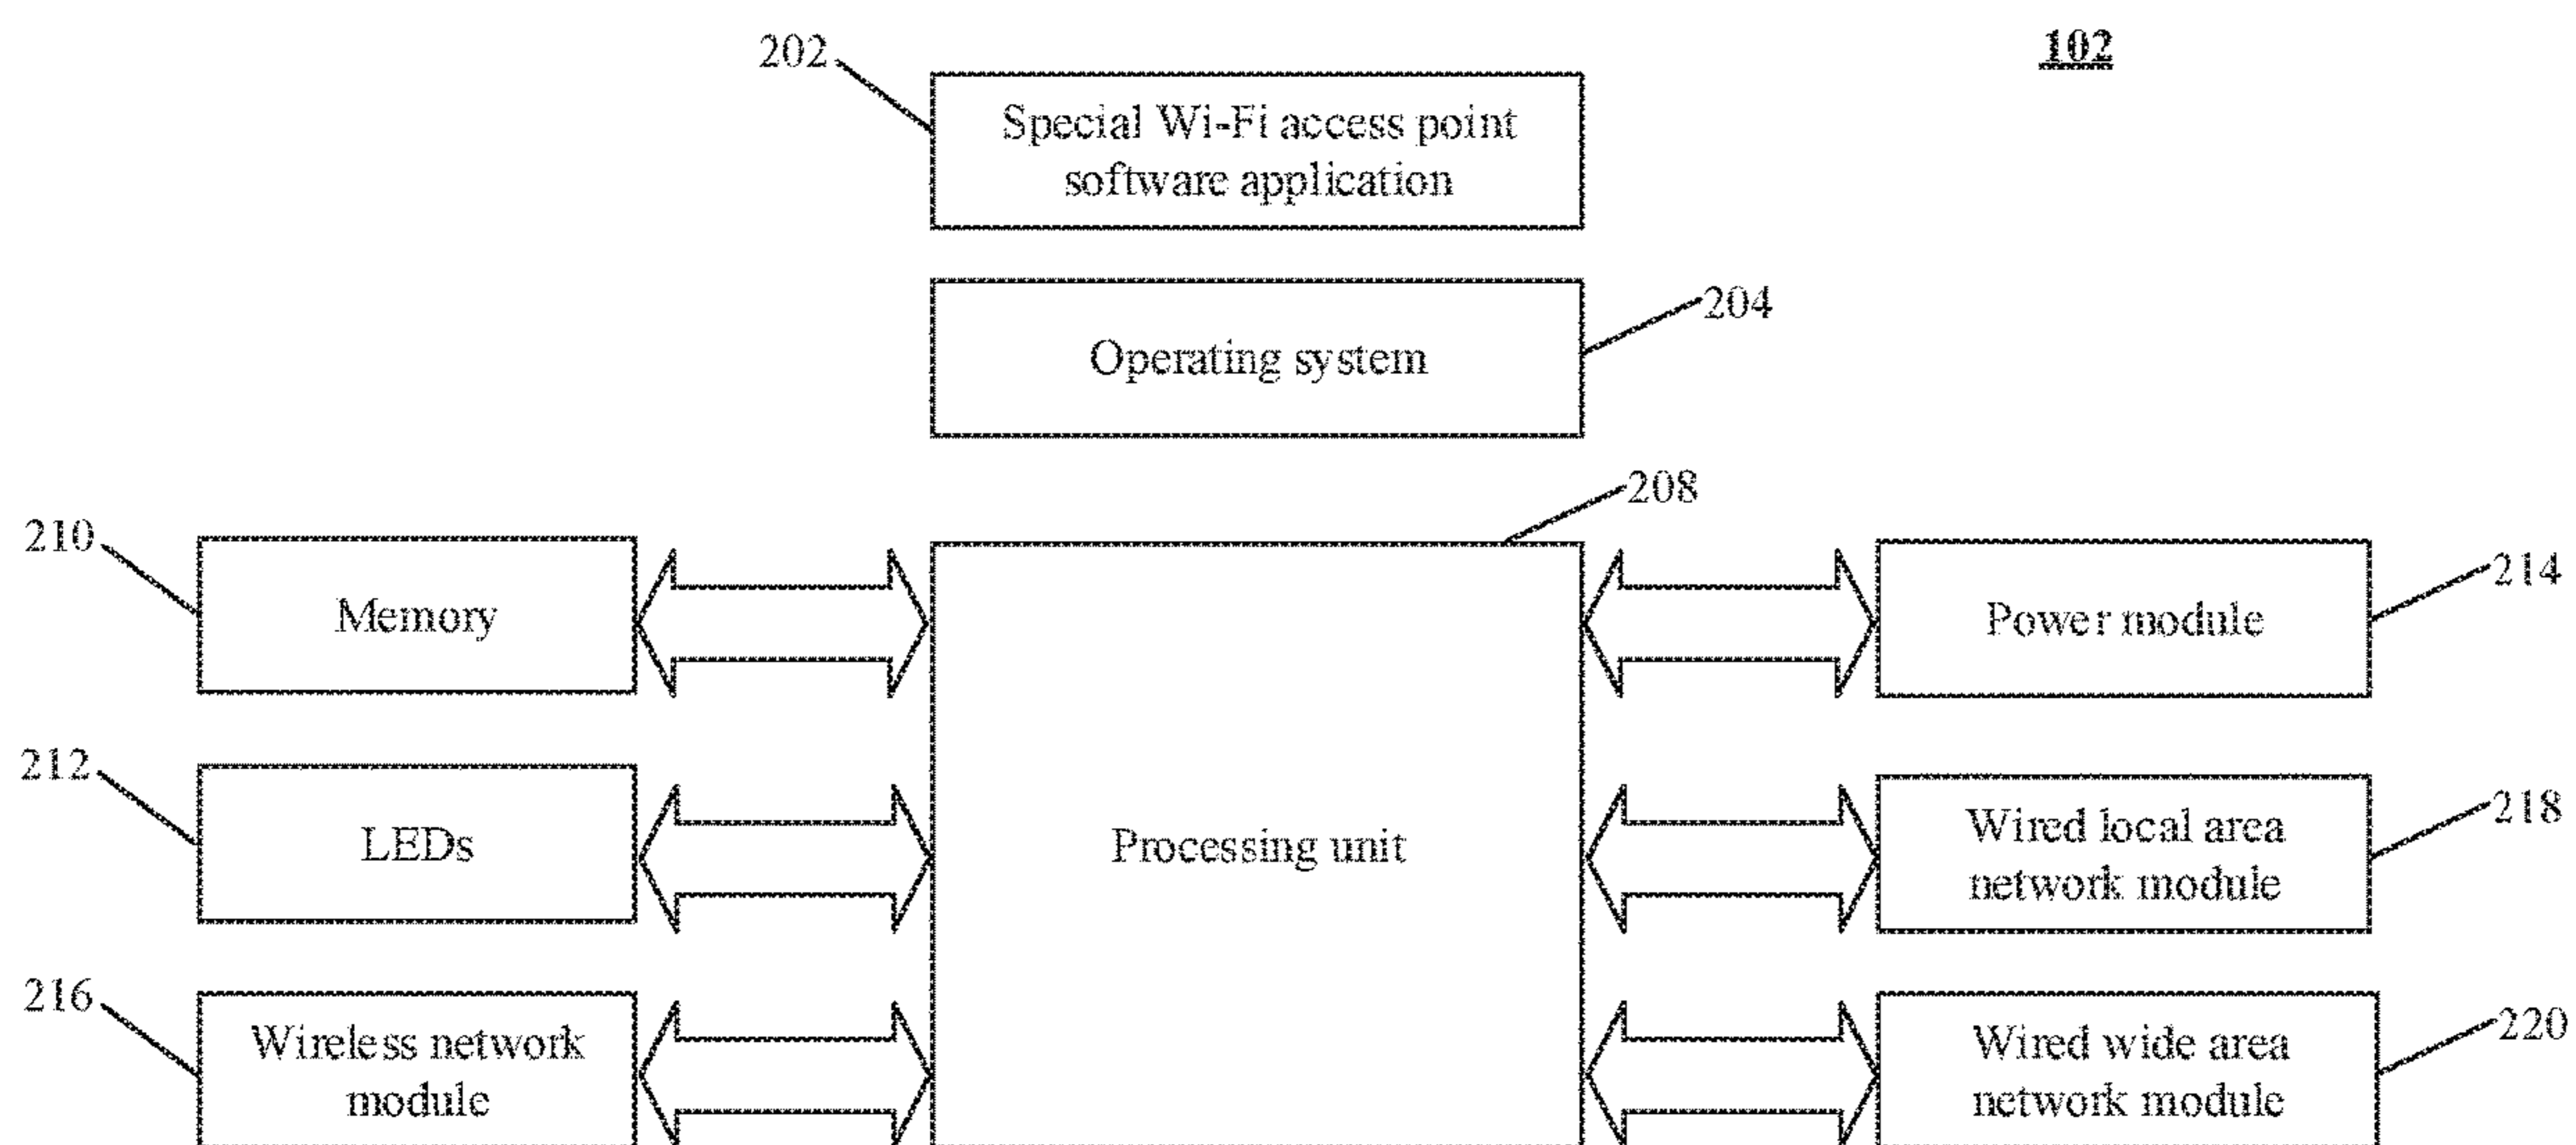 102
202
Special Wi-Fi access point
software application
204
Operating system
208
210
Memory
214
Power module
212
LEDs
Processing unit
218
Wired local area
network module
216
Wireless network
module
220
Wired wide area
network module